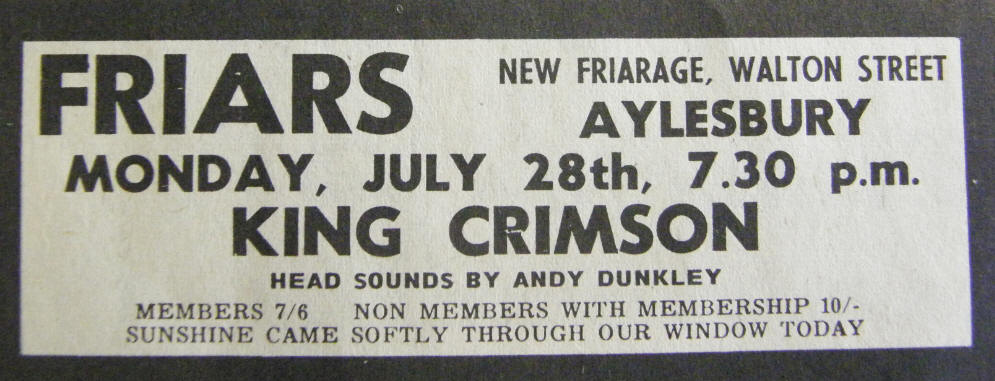 FRIARS NEW FRIARAGE, WALTON STREET
AYLESBURY
MONDAY, JULY 28th, 7.30 p.m.
KING CRIMSON
HEAD SOUNDS BY ANDY DUNKLEY
MEMBERS 7/6 NON MEMBERS WITH MEMBERSHIP 10/-
SUNSHINE CAME SOFTLY THROUGH OUR WINDOW TODAY